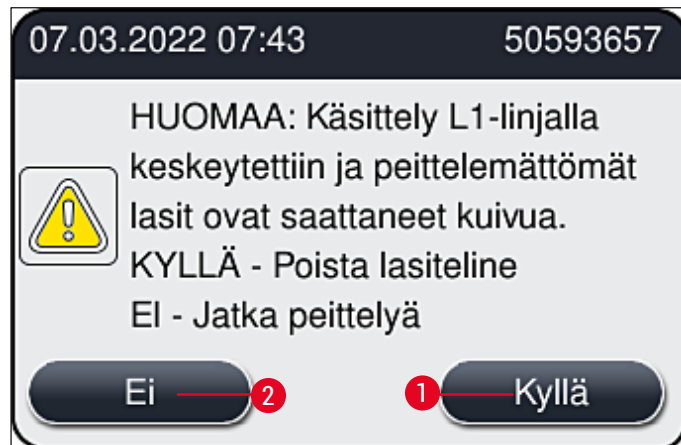 07.03.2022 07:43 50593657
HUOMAA: Käsittely L1-linjalla
keskeytettiin ja peittelemättömät
lasit ovat saattaneet kuivua.
KYLLÄ - Poista lasiteline
EI - Jatka peittelyä
Ei 2 1 Kyllä